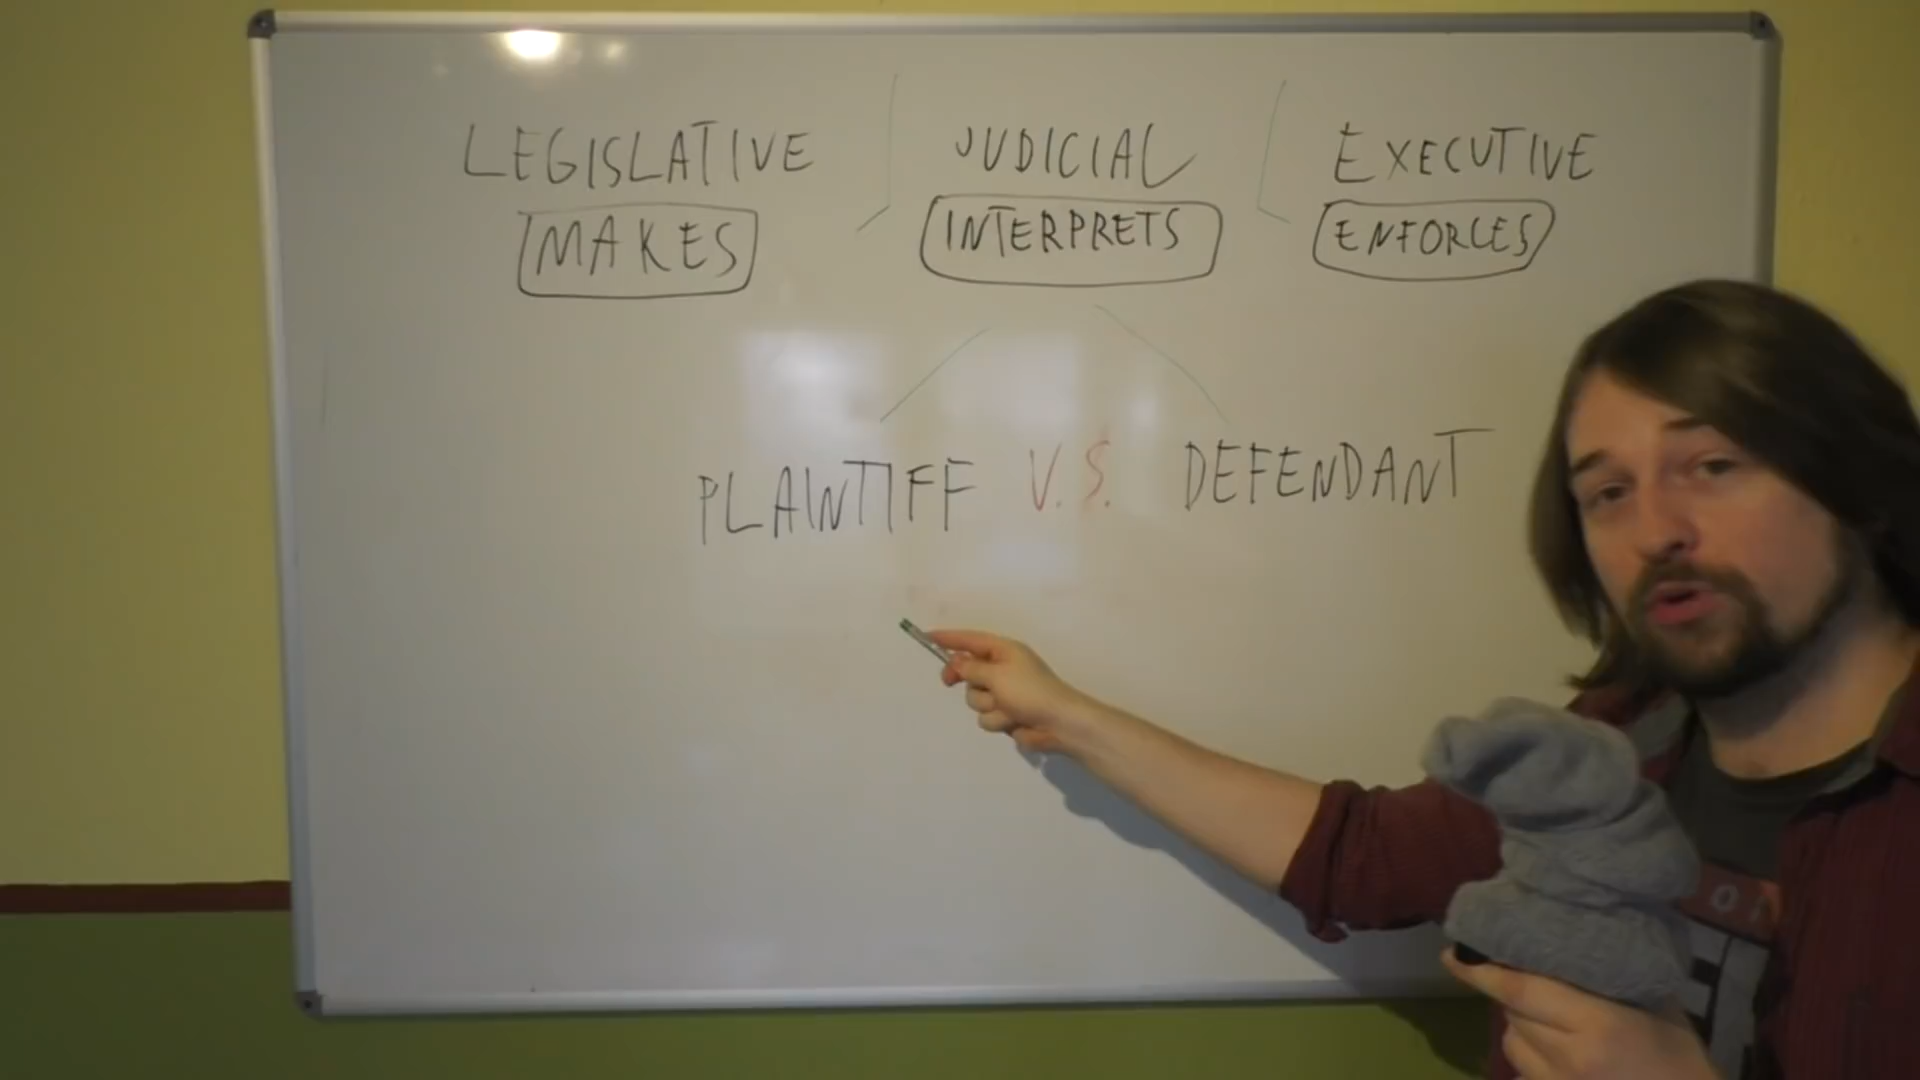 LEGISLATIVE JUDICIAL EXECUTIVE
MAKES INTERPRETS ENFORCES
PLAINTIFF V.S. DEFENDANT